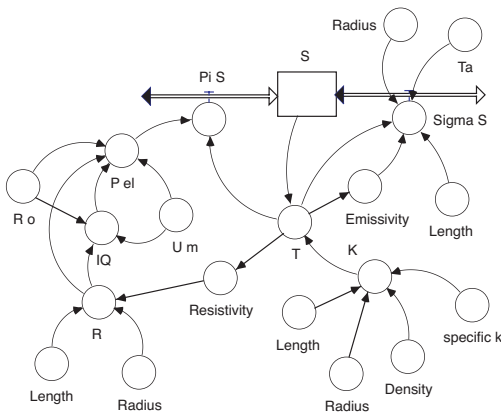 Radius
S
Ta
Pi S
Sigma S
P el
R o
U m
Emissivity
Length
IQ
T
K
Resistivity
specific k
R
Length
Density
Length
Radius
Radius